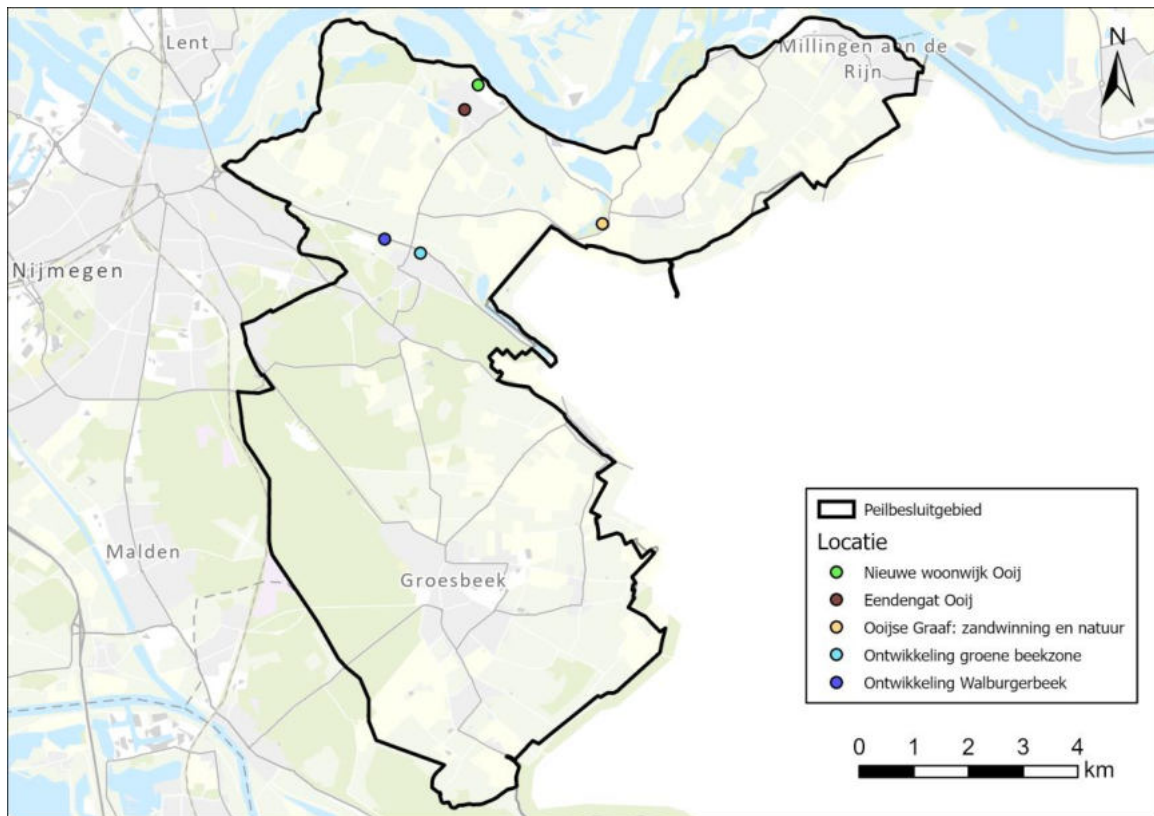 Lent
Millingen aan de
Rijn
N
Nijmegen
Malden
Groesbeek
Peilbesluitgebied
Locatie
Nieuwe woonwijk Ooij
Eendengat Ooij
Ooijse Graaf: zandwinning en natuur
Ontwikkeling groene beekzone
Ontwikkeling Walburgerbeek
0 1 2 3 4
km